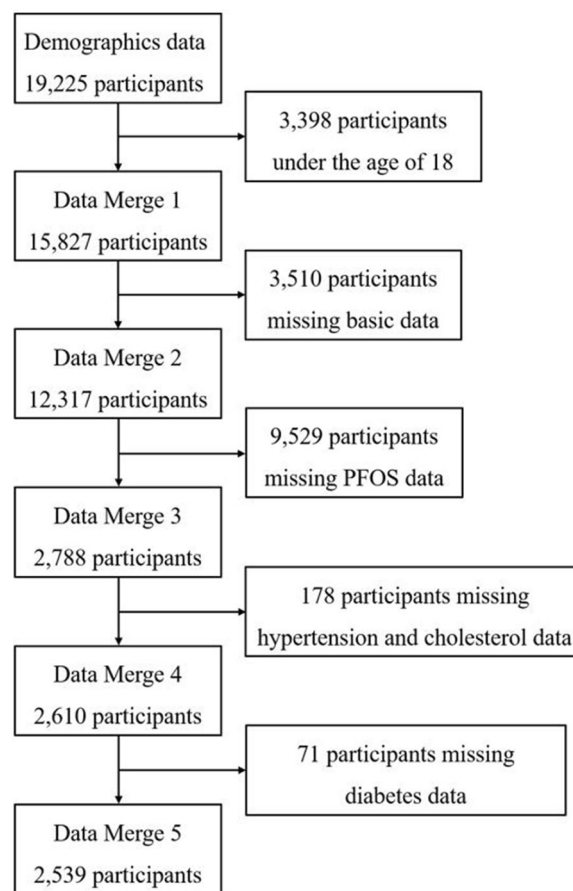 Demographics data
19,225 participants
3,398 participants
under the age of 18
Data Merge 1
15,827 participants
3,510 participants
missing basic data
Data Merge 2
12,317 participants
9,529 participants
missing PFOS data
Data Merge 3
2,788 participants
178 participants missing
hypertension and cholesterol data
Data Merge 4
2,610 participants
71 participants missing
diabetes data
Data Merge 5
2,539 participants